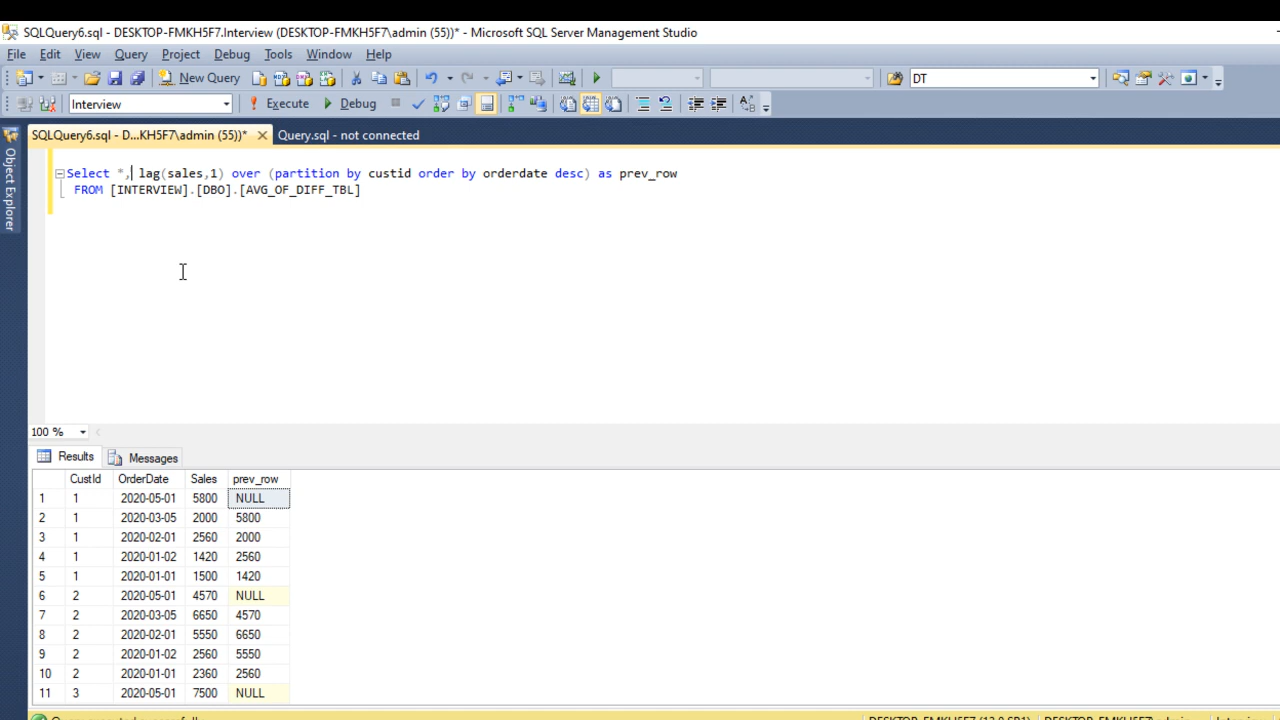 SQLQuery6.sql - DESKTOP-FMKH5F7.Interview (DESKTOP-FMKH5F7\admin (55))* - Microsoft SQL Server Management Studio
File Edit View Query Project Debug Tools Window Help
New Query DT
Interview Execute Debug
SQLQuery6.sql - D...KH5F7\admin (55))* Query.sql - not connected
Object Explorer
Select *, lag(sales,1) over (partition by custid order by orderdate desc) as prev_row
FROM [INTERVIEW].[DBO].[AVG_OF_DIFF_TBL]
100 %
Results Messages
CustId OrderDate Sales prev_row
1 1 2020-05-01 5800 NULL
2 1 2020-03-05 2000 5800
3 1 2020-02-01 2560 2000
4 1 2020-01-02 1420 2560
5 1 2020-01-01 1500 1420
6 2 2020-05-01 4570 NULL
7 2 2020-03-05 6650 4570
8 2 2020-02-01 5550 6650
9 2 2020-01-02 2560 5550
10 2 2020-01-01 2360 2560
11 3 2020-05-01 7500 NULL